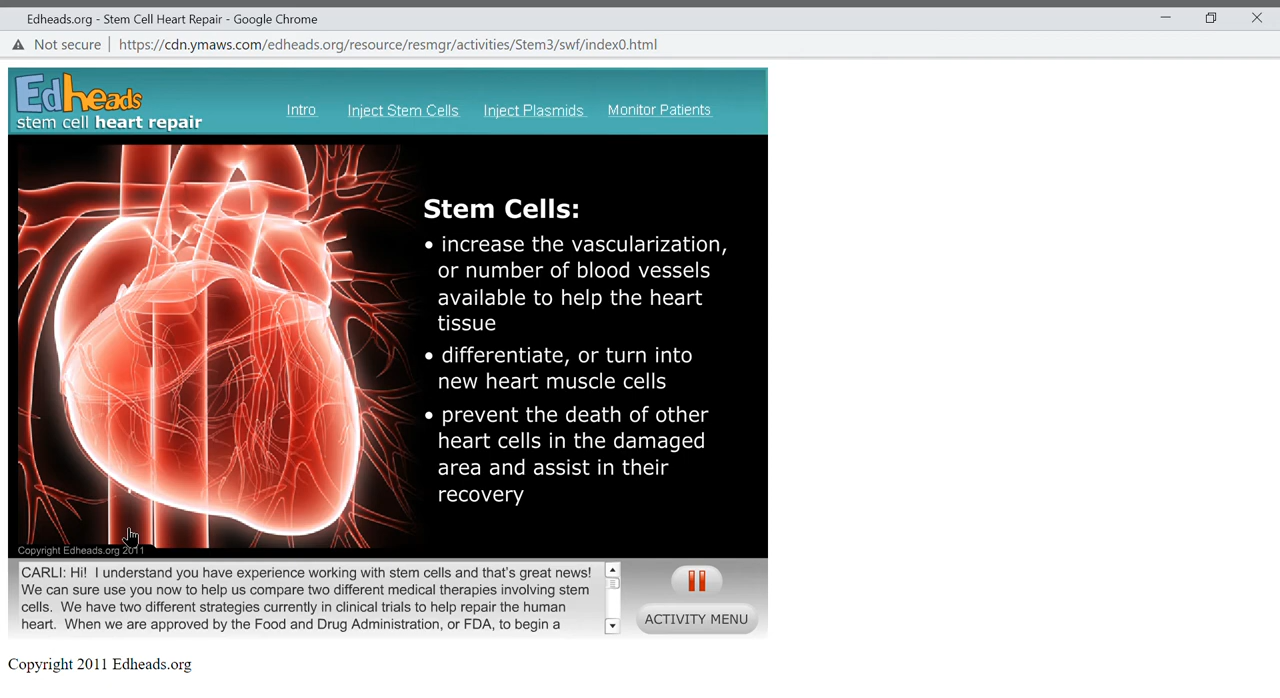 Edheads.org - Stem Cell Heart Repair - Google Chrome
Not secure | https://cdn.ymaws.com/edheads.org/resource/resmgr/activities/Stem3/swf/index0.html
Edheads
stem cell heart repair
Intro Inject Stem Cells Inject Plasmids Monitor Patients
Stem Cells:
• increase the vascularization,
or number of blood vessels
available to help the heart
tissue
• differentiate, or turn into
new heart muscle cells
• prevent the death of other
heart cells in the damaged
area and assist in their
recovery
Copyright Edheads.org 2011
CARLI: Hi! I understand you have experience working with stem cells and that's great news!
We can sure use you now to help us compare two different medical therapies involving stem
cells. We have two different strategies currently in clinical trials to help repair the human
heart. When we are approved by the Food and Drug Administration, or FDA, to begin a
ACTIVITY MENU
Copyright 2011 Edheads.org